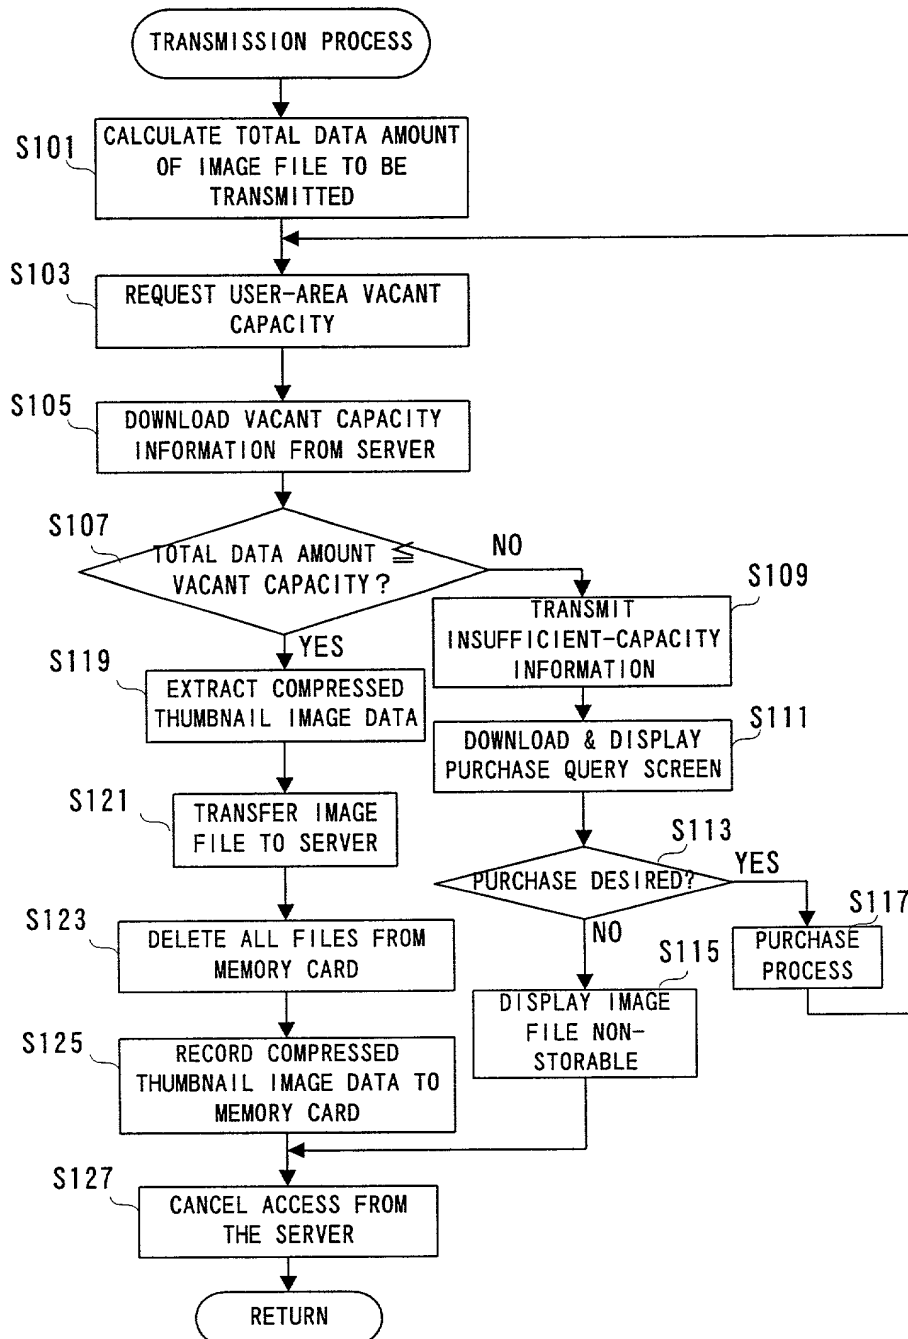 TRANSMISSION PROCESS
S101
CALCULATE TOTAL DATA AMOUNT
OF IMAGE FILE TO BE
TRANSMITTED
S103
REQUEST USER-AREA VACANT
CAPACITY
S105
DOWNLOAD VACANT CAPACITY
INFORMATION FROM SERVER
S107
TOTAL DATA AMOUNT ≦
VACANT CAPACITY?
NO
YES
S109
TRANSMIT
INSUFFICIENT-CAPACITY
INFORMATION
S111
DOWNLOAD & DISPLAY
PURCHASE QUERY SCREEN
S113
PURCHASE DESIRED?
YES
NO
S117
PURCHASE
PROCESS
S115
DISPLAY IMAGE
FILE NON-
STORABLE
S119
EXTRACT COMPRESSED
THUMBNAIL IMAGE DATA
S121
TRANSFER IMAGE
FILE TO SERVER
S123
DELETE ALL FILES FROM
MEMORY CARD
S125
RECORD COMPRESSED
THUMBNAIL IMAGE DATA TO
MEMORY CARD
S127
CANCEL ACCESS FROM
THE SERVER
RETURN